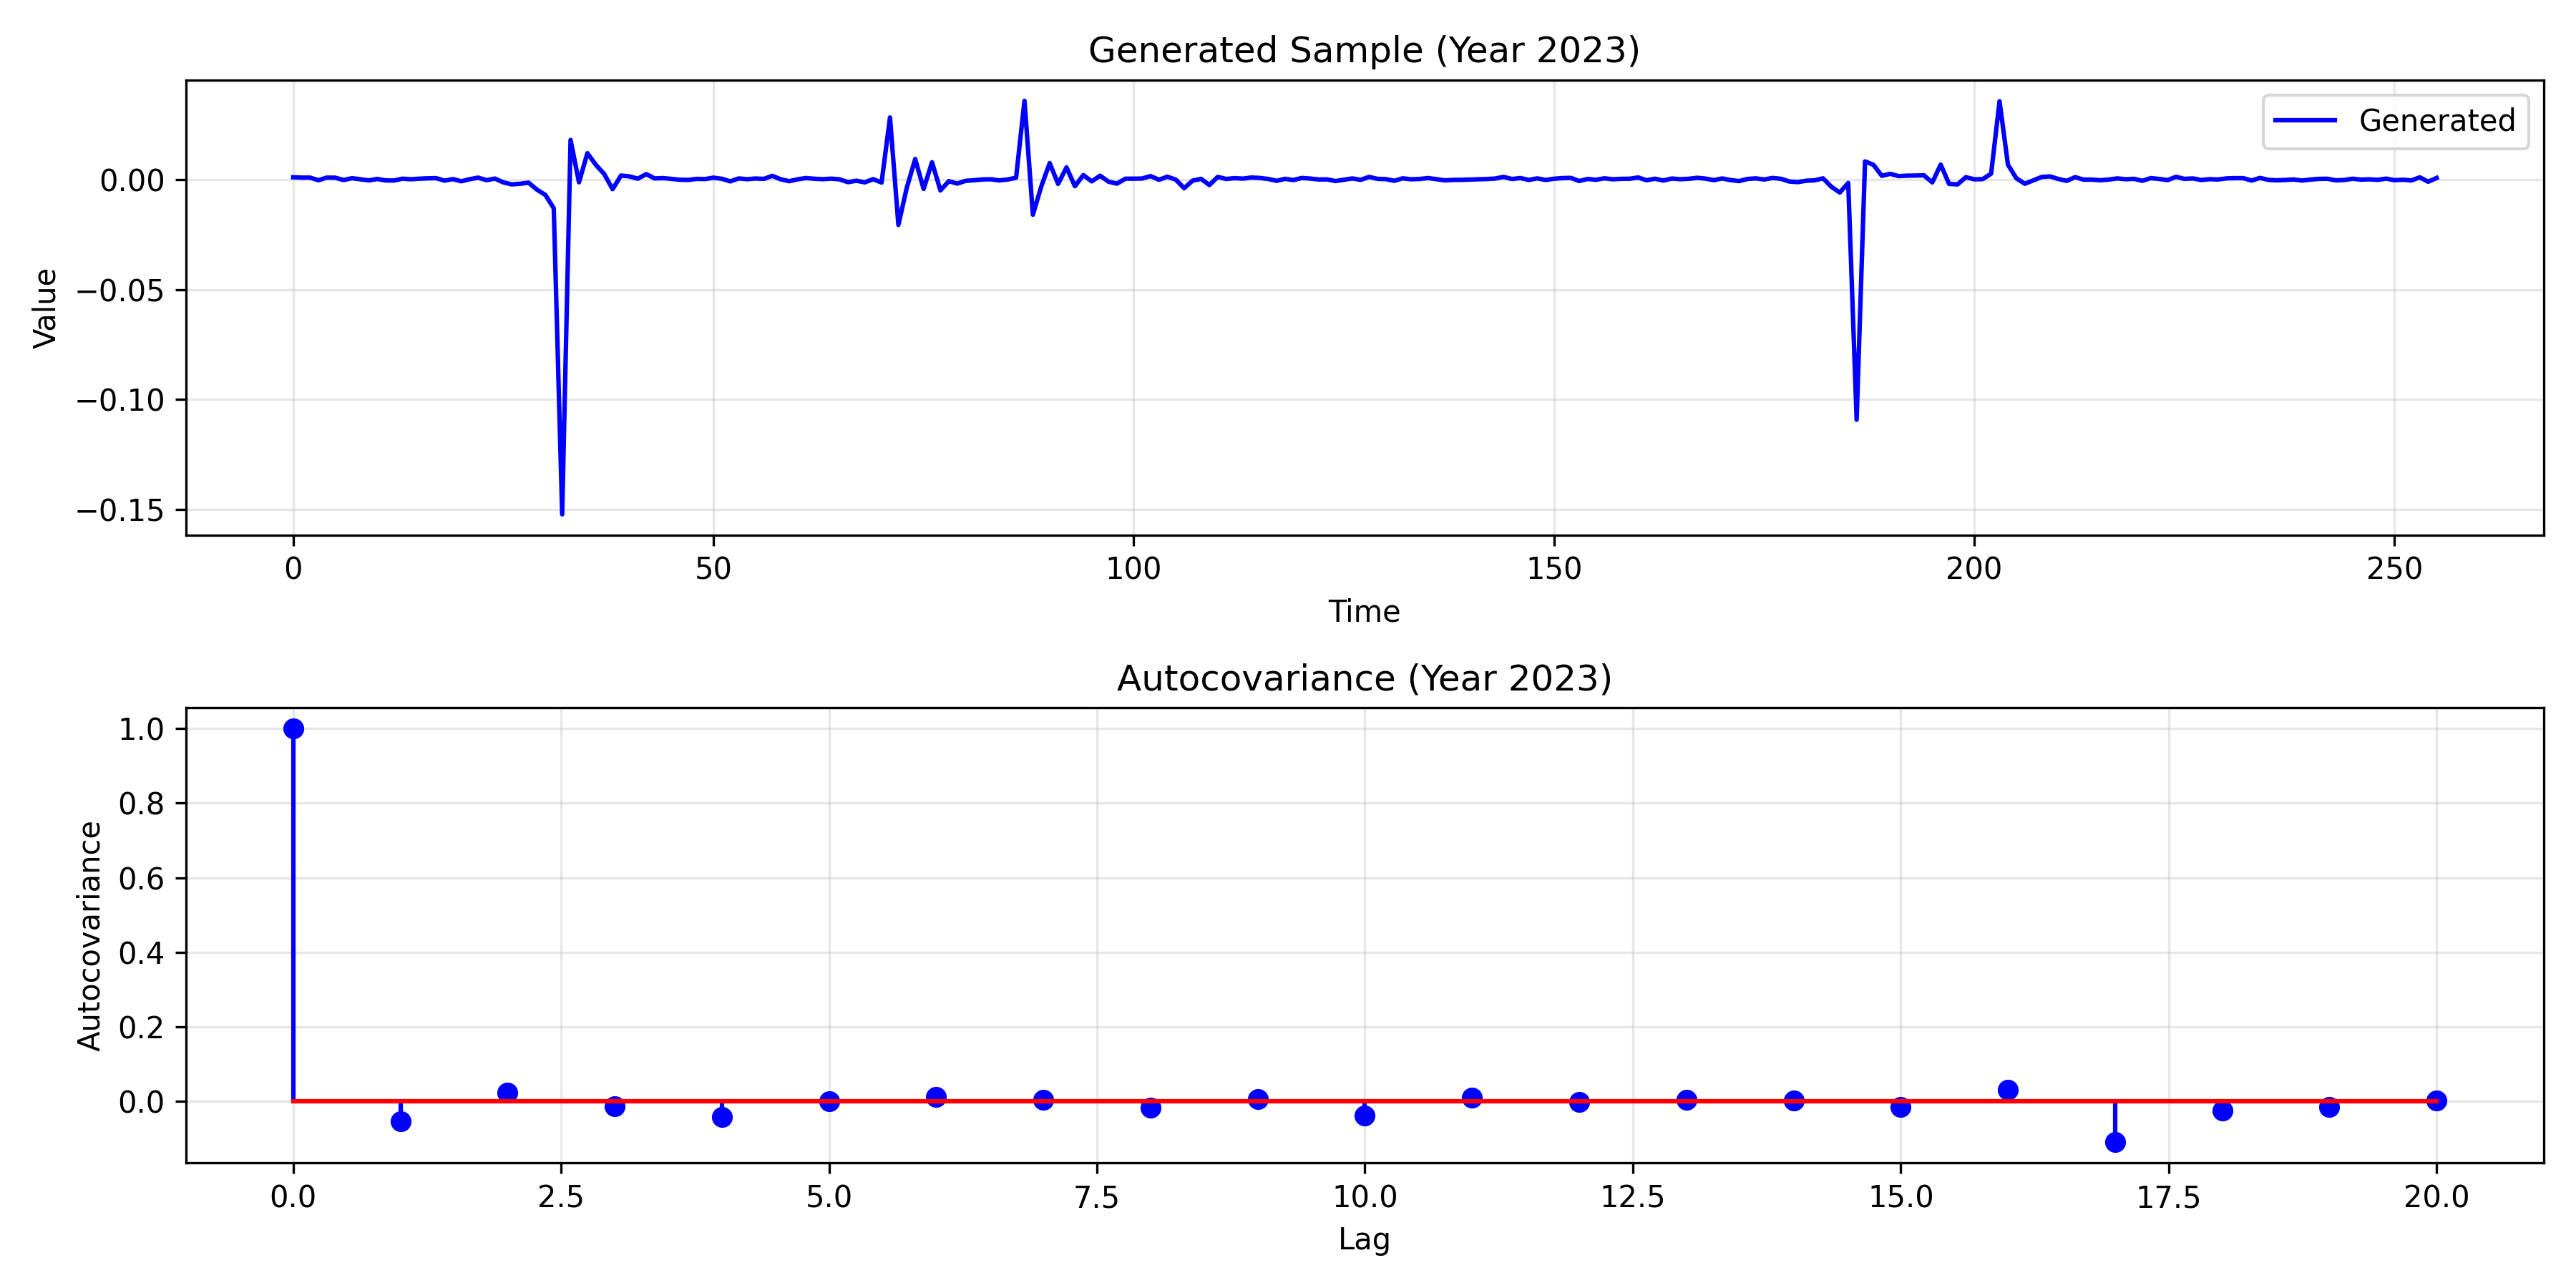 Generated Sample (Year 2023)
Generated
Value
0.00
−0.05
−0.10
−0.15
0 50 100 150 200 250
Time
Autocovariance (Year 2023)
Autocovariance
1.0
0.8
0.6
0.4
0.2
0.0
0.0 2.5 5.0 7.5 10.0 12.5 15.0 17.5 20.0
Lag